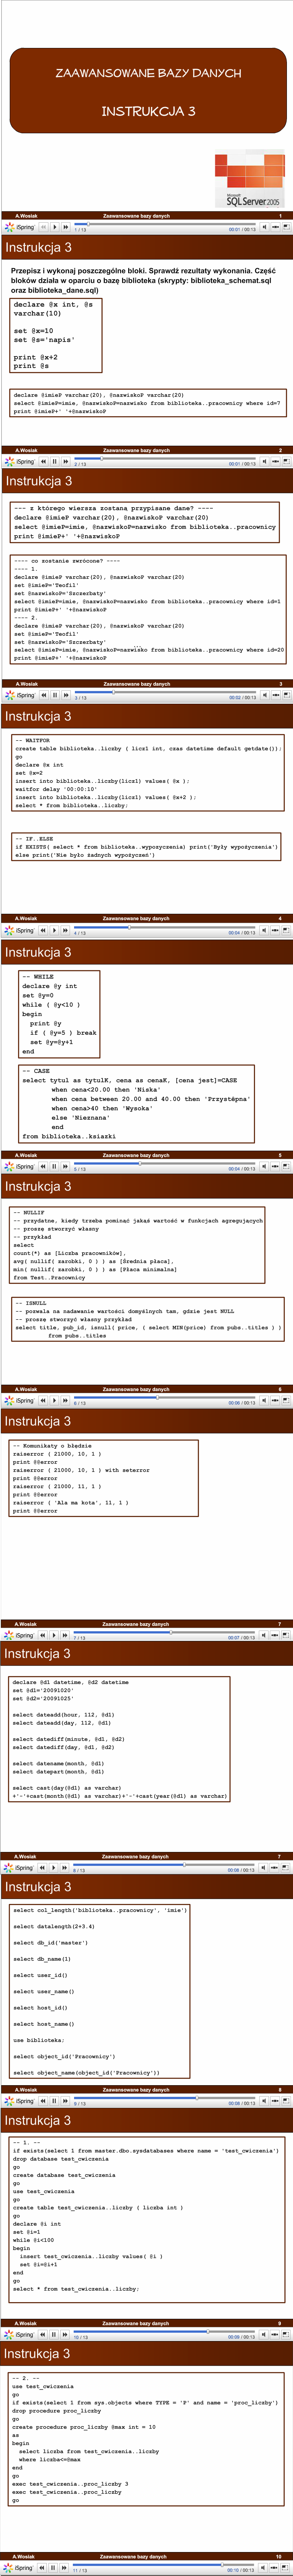 ZAAWANSOWANE BAZY DANYCH
INSTRUKCJA 3
Microsoft
SQL Server 2005
A.Wosiak Zaawansowane bazy danych 1
iSpring 1 / 13 00:01 / 00:13
Instrukcja 3
Przepisz i wykonaj poszczególne bloki. Sprawdź rezultaty wykonania. Część
bloków działa w oparciu o bazę biblioteka (skrypty: biblioteka_schemat.sql
oraz biblioteka_dane.sql)
declare @x int, @s
varchar(10)
set @x=10
set @s='napis'
print @x+2
print @s
declare @imieP varchar(20), @nazwiskoP varchar(20)
select @imieP=imie, @nazwiskoP=nazwisko from biblioteka..pracownicy where id=7
print @imieP+' '+@nazwiskoP
A.Wosiak Zaawansowane bazy danych 2
iSpring 2 / 13 00:01 / 00:13
Instrukcja 3
--- z którego wiersza zostaną przypisane dane? ----
declare @imieP varchar(20), @nazwiskoP varchar(20)
select @imieP=imie, @nazwiskoP=nazwisko from biblioteka..pracownicy
print @imieP+' '+@nazwiskoP
---- co zostanie zwrócone? -----
---- 1.
declare @imieP varchar(20), @nazwiskoP varchar(20)
set @imieP='Teofil'
set @nazwiskoP='Szczerbaty'
select @imieP=imie, @nazwiskoP=nazwisko from biblioteka..pracownicy where id=1
print @imieP+' '+@nazwiskoP
---- 2.
declare @imieP varchar(20), @nazwiskoP varchar(20)
set @imieP='Teofil'
set @nazwiskoP='Szczerbaty'
select @imieP=imie, @nazwiskoP=nazwisko from biblioteka..pracownicy where id=20
print @imieP+' '+@nazwiskoP
A.Wosiak Zaawansowane bazy danych 3
iSpring 3 / 13 00:02 / 00:13
Instrukcja 3
-- WAITFOR
create table biblioteka..liczby ( licz1 int, czas datetime default getdate());
go
declare @x int
set @x=2
insert into biblioteka..liczby(licz1) values( @x );
waitfor delay '00:00:10'
insert into biblioteka..liczby(licz1) values( @x+2 );
select * from biblioteka..liczby;
-- IF..ELSE
if EXISTS( select * from biblioteka..wypozyczenia) print('Były wypożyczenia')
else print('Nie było żadnych wypożyczeń')
A.Wosiak Zaawansowane bazy danych 4
iSpring 4 / 13 00:04 / 00:13
Instrukcja 3
-- WHILE
declare @y int
set @y=0
while ( @y<10 )
begin
print @y
if ( @y=5 ) break
set @y=@y+1
end
-- CASE
select tytul as tytulK, cena as cenaK, [cena jest]=CASE
when cena<20.00 then 'Niska'
when cena between 20.00 and 40.00 then 'Przystępna'
when cena>40 then 'Wysoka'
else 'Nieznana'
end
from biblioteka..ksiazki
A.Wosiak Zaawansowane bazy danych 5
iSpring 5 / 13 00:04 / 00:13
Instrukcja 3
-- NULLIF
-- przydatne, kiedy trzeba pominąć jakąś wartość w funkcjach agregujących
-- proszę stworzyć własny
-- przykład
select
count(*) as [Liczba pracowników],
avg( nullif( zarobki, 0 ) ) as [Średnia płaca],
min( nullif( zarobki, 0 ) ) as [Płaca minimalna]
from Test..Pracownicy
-- ISNULL
-- pozwala na nadawanie wartości domyślnych tam, gdzie jest NULL
-- proszę stworzyć własny przykład
select title, pub_id, isnull( price, ( select MIN(price) from pubs..titles ) )
from pubs..titles
A.Wosiak Zaawansowane bazy danych 6
iSpring 6 / 13 00:06 / 00:13
Instrukcja 3
-- Komunikaty o błędzie
raiserror ( 21000, 10, 1 )
print @@error
raiserror ( 21000, 10, 1 ) with seterror
print @@error
raiserror ( 21000, 11, 1 )
print @@error
raiserror ( 'Ala ma kota', 11, 1 )
print @@error
A.Wosiak Zaawansowane bazy danych 7
iSpring 7 / 13 00:07 / 00:13
Instrukcja 3
declare @d1 datetime, @d2 datetime
set @d1='20091020'
set @d2='20091025'
select dateadd(hour, 112, @d1)
select dateadd(day, 112, @d1)
select datediff(minute, @d1, @d2)
select datediff(day, @d1, @d2)
select datename(month, @d1)
select datepart(month, @d1)
select cast(day(@d1) as varchar)
+'-'+cast(month(@d1) as varchar)+'-'+cast(year(@d1) as varchar)
A.Wosiak Zaawansowane bazy danych 7
iSpring 8 / 13 00:08 / 00:13
Instrukcja 3
select col_length('biblioteka..pracownicy', 'imie')
select datalength(2+3.4)
select db_id('master')
select db_name(1)
select user_id()
select user_name()
select host_id()
select host_name()
use biblioteka;
select object_id('Pracownicy')
select object_name(object_id('Pracownicy'))
A.Wosiak Zaawansowane bazy danych 8
iSpring 9 / 13 00:08 / 00:13
Instrukcja 3
-- 1. --
if exists(select 1 from master.dbo.sysdatabases where name = 'test_cwiczenia')
drop database test_cwiczenia
go
create database test_cwiczenia
go
use test_cwiczenia
go
create table test_cwiczenia..liczby ( liczba int )
go
declare @i int
set @i=1
while @i<100
begin
insert test_cwiczenia..liczby values( @i )
set @i=@i+1
end
go
select * from test_cwiczenia..liczby;
A.Wosiak Zaawansowane bazy danych 9
iSpring 10 / 13 00:09 / 00:13
Instrukcja 3
-- 2. --
use test_cwiczenia
go
if exists(select 1 from sys.objects where TYPE = 'P' and name = 'proc_liczby')
drop procedure proc_liczby
go
create procedure proc_liczby @max int = 10
as
begin
select liczba from test_cwiczenia..liczby
where liczba<=@max
end
go
exec test_cwiczenia..proc_liczby 3
exec test_cwiczenia..proc_liczby
go
A.Wosiak Zaawansowane bazy danych 10
iSpring 11 / 13 00:10 / 00:13